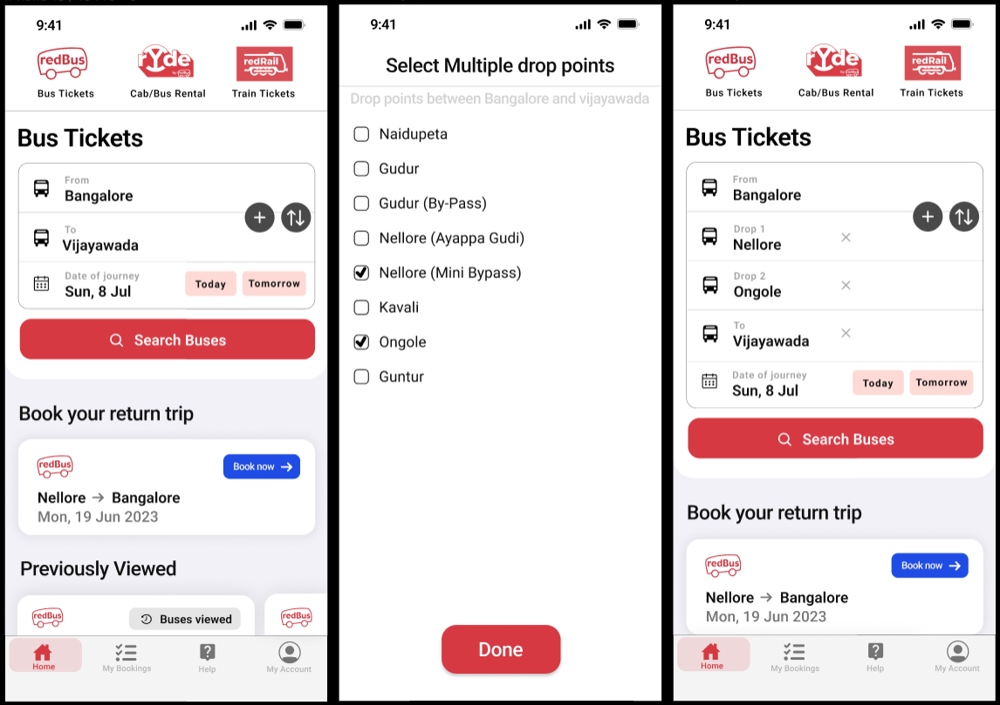 9:41
redBus
ryde
redRail
Bus Tickets
Cab/Bus Rental
Train Tickets
Bus Tickets
From
Bangalore
To
Vijayawada
Date of journey
Sun, 8 Jul
Today
Tomorrow
Search Buses
Book your return trip
redBus
Book now
Nellore → Bangalore
Mon, 19 Jun 2023
Previously Viewed
redBus
Buses viewed
redBus
Home
My Bookings
Help
My Account
9:41
Select Multiple drop points
Drop points between Bangalore and vijayawada
Naidupeta
Gudur
Gudur (By-Pass)
Nellore (Ayappa Gudi)
Nellore (Mini Bypass)
Kavali
Ongole
Guntur
Done
9:41
redBus
ryde
redRail
Bus Tickets
Cab/Bus Rental
Train Tickets
Bus Tickets
From
Bangalore
Drop 1
Nellore
Drop 2
Ongole
To
Vijayawada
Date of journey
Sun, 8 Jul
Today
Tomorrow
Search Buses
Book your return trip
redBus
Book now
Nellore → Bangalore
Mon, 19 Jun 2023
Home
My Bookings
Help
My Account